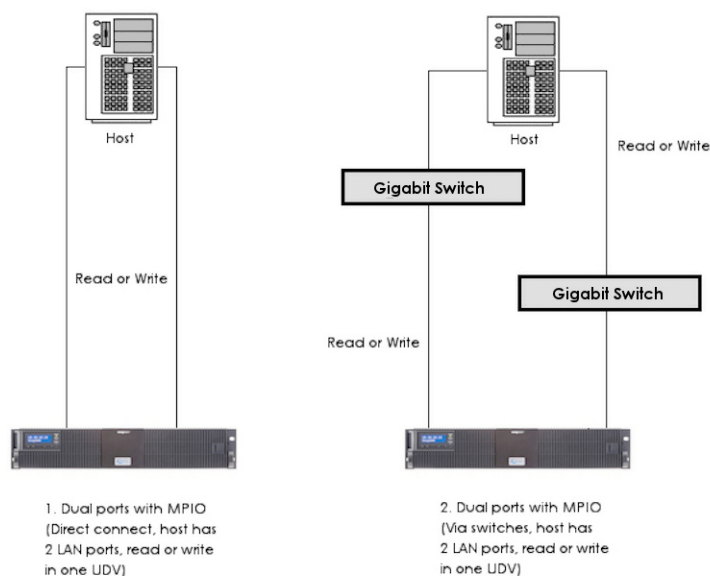 Host
Read or Write
1. Dual ports with MPIO
(Direct connect, host has
2 LAN ports, read or write
in one UDV)
Host
Read or Write
Gigabit Switch
Gigabit Switch
Read or Write
2. Dual ports with MPIO
(Via switches, host has
2 LAN ports, read or write
in one UDV)